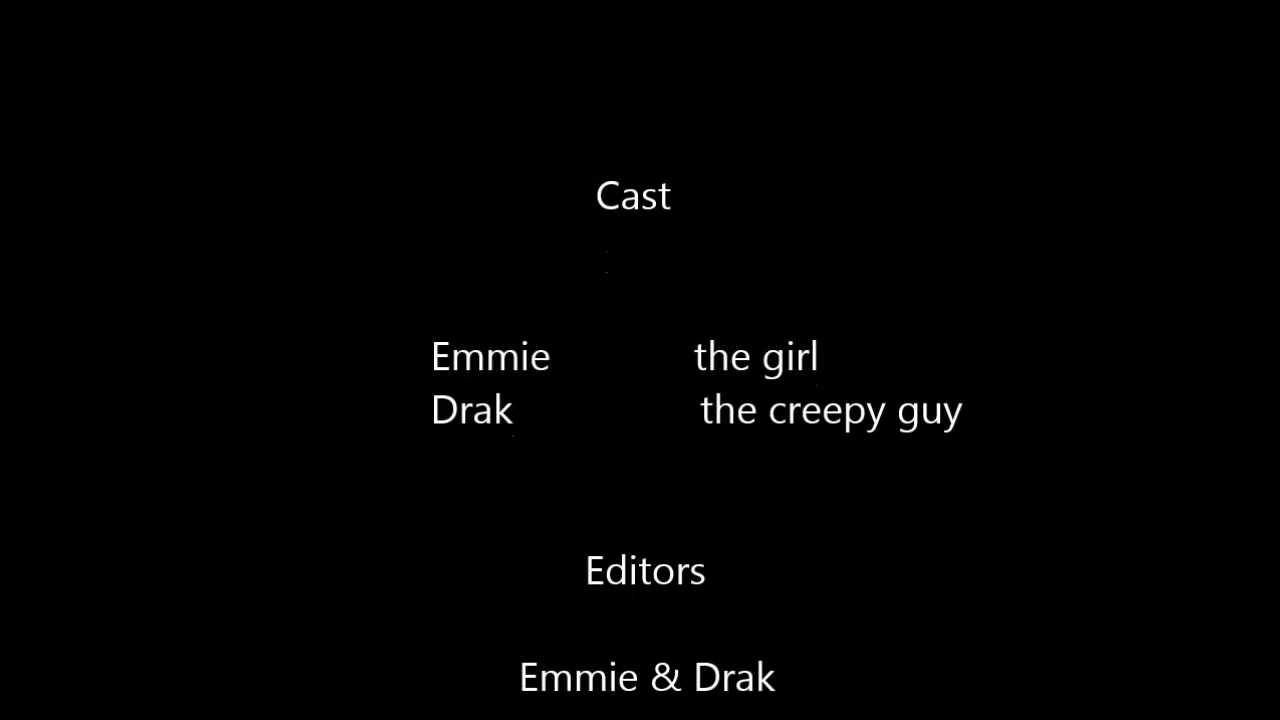 Cast
Emmie the girl
Drak the creepy guy
Editors
Emmie & Drak